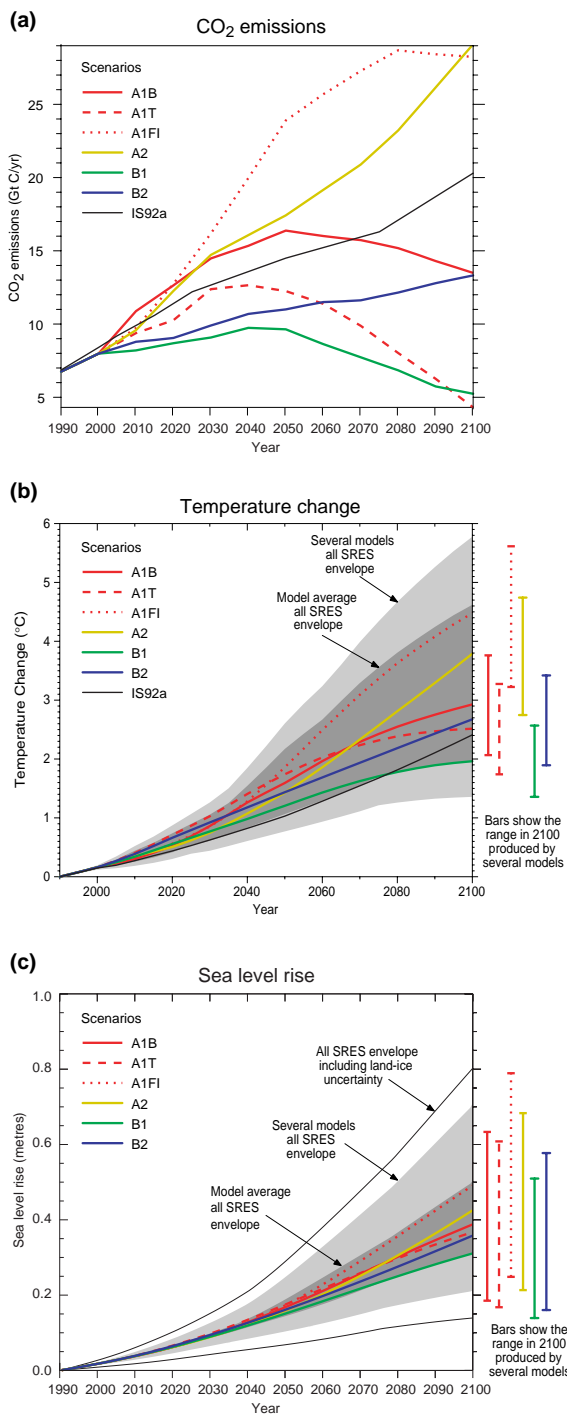 (a)
CO2 emissions
Scenarios
A1B
A1T
A1FI
A2
B1
B2
IS92a
CO2 emissions (Gt C/yr)
25
20
15
10
5
1990 2000 2010 2020 2030 2040 2050 2060 2070 2080 2090 2100
Year
(b)
Temperature change
Scenarios
A1B
A1T
A1FI
A2
B1
B2
IS92a
Several models
all SRES
envelope
Model average
all SRES
envelope
Temperature Change (°C)
6
5
4
3
2
1
0
2000 2020 2040 2060 2080 2100
Year
Bars show the
range in 2100
produced by
several models
(c)
Sea level rise
Scenarios
A1B
A1T
A1FI
A2
B1
B2
All SRES envelope
including land-ice
uncertainty
Several models
all SRES
envelope
Model average
all SRES
envelope
Sea level rise (metres)
1.0
0.8
0.6
0.4
0.2
0.0
1990 2000 2010 2020 2030 2040 2050 2060 2070 2080 2090 2100
Year
Bars show the
range in 2100
produced by
several models